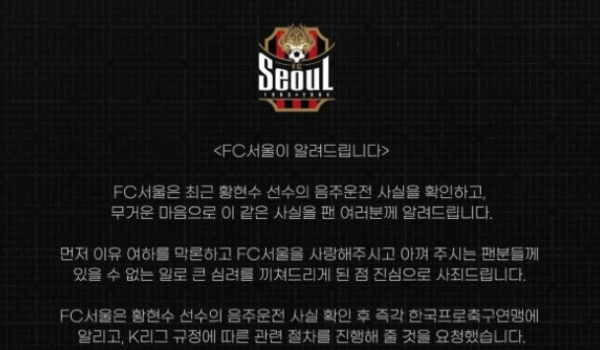 FC
SEOUL
1983★2004
<FC서울이 알려드립니다>
FC서울은 최근 황현수 선수의 음주운전 사실을 확인하고,
무거운 마음으로 이 같은 사실을 팬 여러분께 알려드립니다.
먼저 이유 여하를 막론하고 FC서울을 사랑해주시고 아껴 주시는 팬분들께
있을 수 없는 일로 큰 심려를 끼쳐드리게 된 점 진심으로 사죄드립니다.
FC서울은 황현수 선수의 음주운전 사실 확인 후 즉각 한국프로축구연맹에
알리고, K리그 규정에 따른 관련 절차를 진행해 줄 것을 요청했습니다.